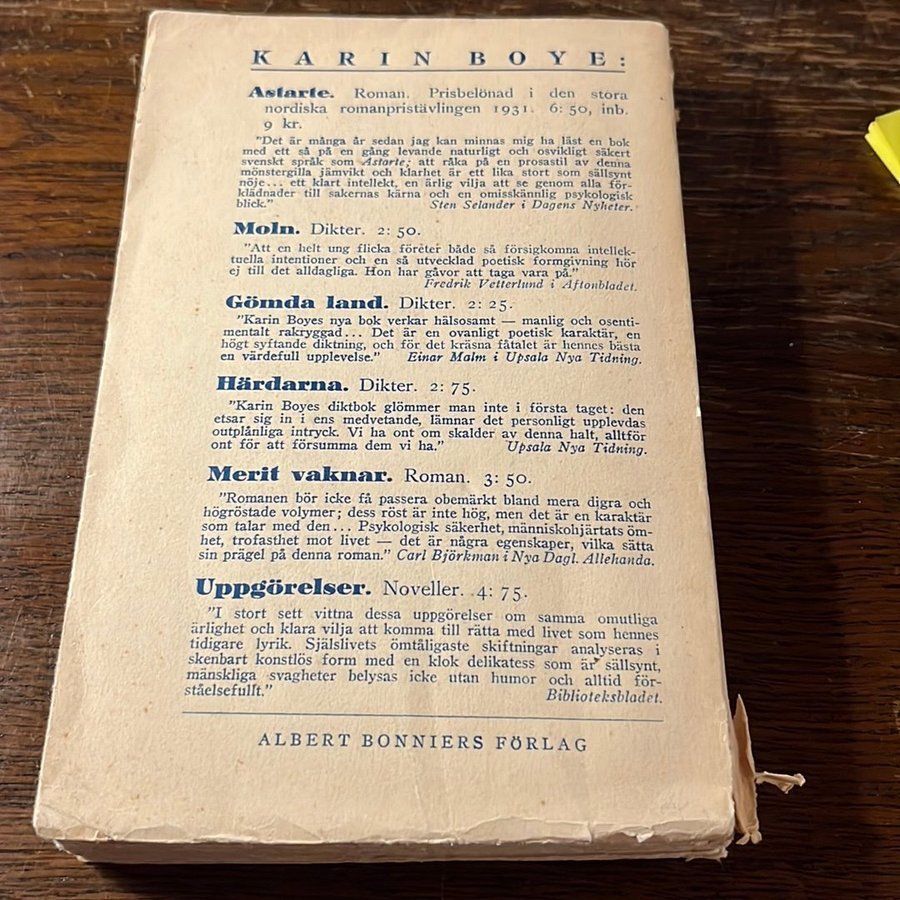 KARIN BOYE:
Astarte. Roman. Prisbelönad i den stora
nordiska romanpristävlingen 1931. 6: 50, inb.
9 kr.
"Det är många år sedan jag kan minnas mig ha läst en bok
med ett så på en gång levande naturligt och osvikligt säkert
svenskt språk som Astarte; att råka på en prosastil av denna
mönstergilla jämvikt och klarhet är ett lika stort som sällsynt
nöje... ett klart intellekt, en ärlig vilja att se genom alla för-
klädnader till sakernas kärna och en omisskännlig psykologisk
blick." Sten Selander i Dagens Nyheter.
Moln. Dikter. 2: 50.
"Att en helt ung flicka företer både så försigkomna intellek-
tuella intentioner och en så utvecklad poetisk formgivning hör
ej till det alldagliga. Hon har gåvor att taga vara på."
Fredrik Vetterlund i Aftonbladet.
Gömda land. Dikter. 2: 25.
"Karin Boyes nya bok verkar hälsosamt — manlig och osenti-
mentalt rakryggad... Det är en ovanligt poetisk karaktär, en
högt syftande diktning, och för det kräsna fåtalet är hennes bästa
en värdefull upplevelse." Einar Malm i Upsala Nya Tidning.
Härdarna. Dikter. 2: 75.
"Karin Boyes diktbok glömmer man inte i första taget: den
etsar sig in i ens medvetande, lämnar det personligt upplevdas
outplånliga intryck. Vi ha ont om skalder av denna halt, alltför
ont för att försumma dem vi ha." Upsala Nya Tidning.
Merit vaknar. Roman. 3: 50.
"Romanen bör icke få passera obemärkt bland mera digra och
högröstade volymer; dess röst är inte hög, men det är en karaktär
som talar med den... Psykologisk säkerhet, människohjärtats öm-
het, trofasthet mot livet — det är några egenskaper, vilka sätta
sin prägel på denna roman." Carl Björkman i Nya Dagl. Allehanda.
Uppgörelser. Noveller. 4: 75.
"I stort sett vittna dessa uppgörelser om samma omutliga
ärlighet och klara vilja att komma till rätta med livet som hennes
tidigare lyrik. Själslivets ömtåligaste skiftningar analyseras i
skenbart konstlös form med en klok delikatess som är sällsynt,
mänskliga svagheter belysas icke utan humor och alltid för-
ståelsefullt." Biblioteksbladet.
ALBERT BONNIERS FÖRLAG